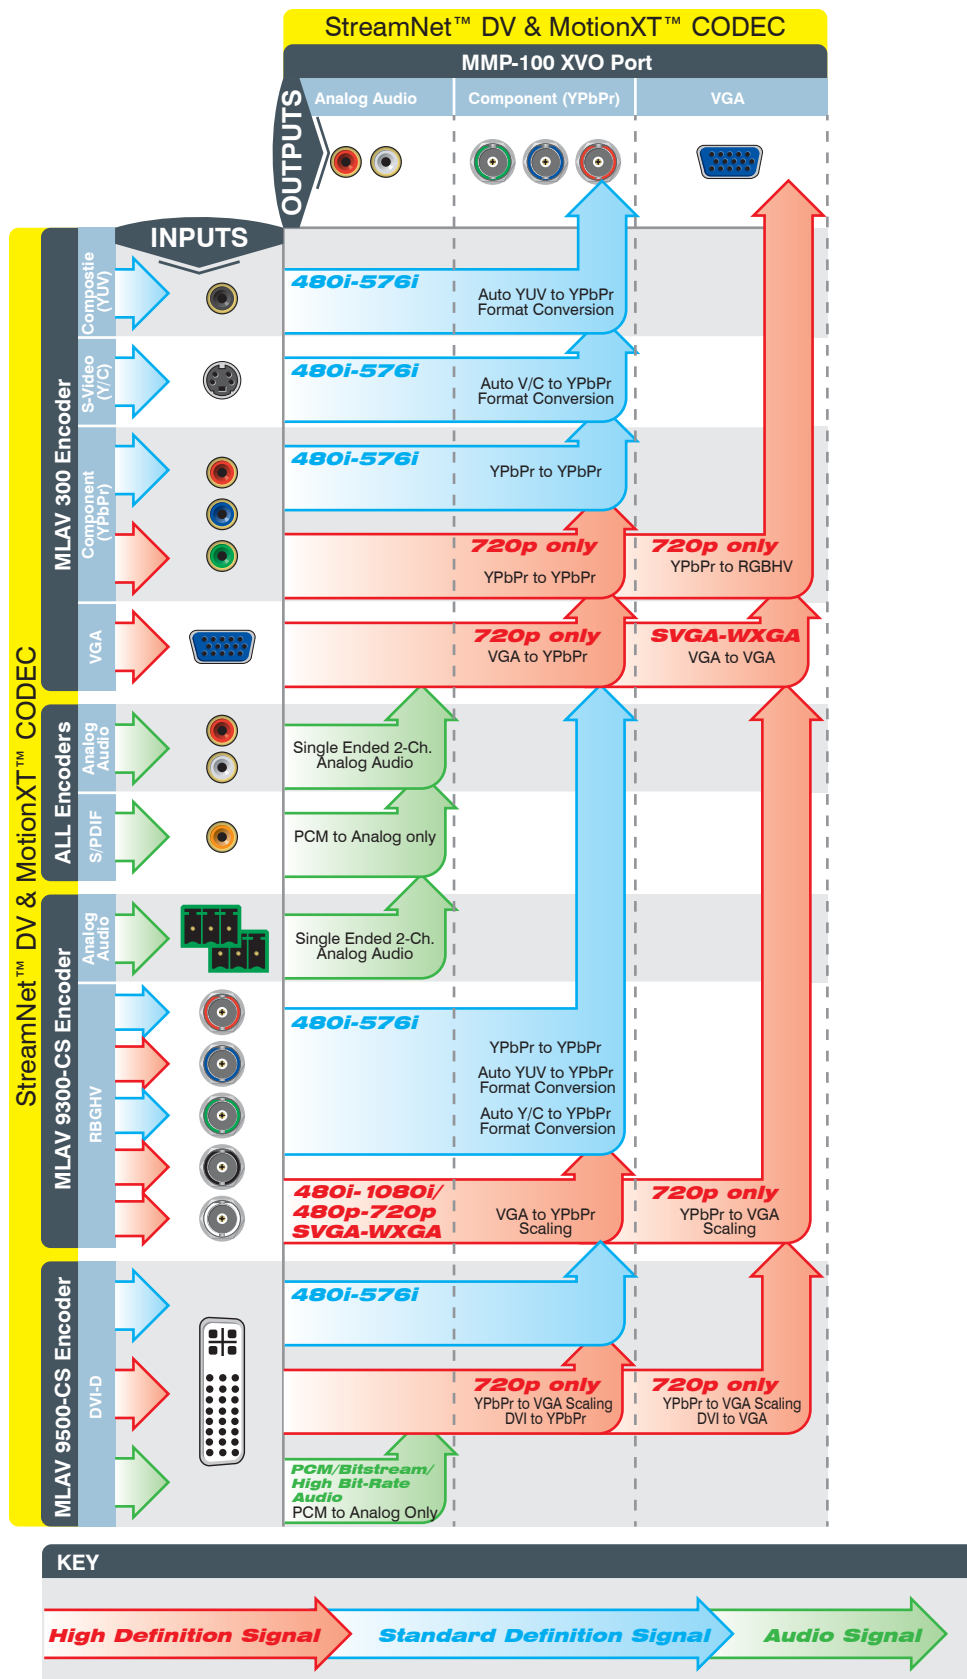 StreamNet™ DV & MotionXT™ CODEC
MMP-100 XVO Port
OUTPUTS
Analog Audio
Component (YPbPr)
VGA
INPUTS
StreamNet™ DV & MotionXT™ CODEC
MLAV 300 Encoder
Compostie
(YUV)
480i-576i
Auto YUV to YPbPr
Format Conversion
S-Video
(Y/C)
480i-576i
Auto V/C to YPbPr
Format Conversion
Component
(YPbPr)
480i-576i
YPbPr to YPbPr
720p only
YPbPr to YPbPr
720p only
YPbPr to RGBHV
VGA
720p only
VGA to YPbPr
SVGA-WXGA
VGA to VGA
ALL Encoders
Analog
Audio
Single Ended 2-Ch.
Analog Audio
S/PDIF
PCM to Analog only
MLAV 9300-CS Encoder
Analog
Audio
Single Ended 2-Ch.
Analog Audio
RBGHV
480i-576i
YPbPr to YPbPr
Auto YUV to YPbPr
Format Conversion
Auto Y/C to YPbPr
Format Conversion
480i-1080i/
480p-720p
SVGA-WXGA
VGA to YPbPr
Scaling
720p only
YPbPr to VGA
Scaling
MLAV 9500-CS Encoder
DVI-D
480i-576i
720p only
YPbPr to VGA Scaling
DVI to YPbPr
720p only
YPbPr to VGA Scaling
DVI to VGA
PCM/Bitstream/
High Bit-Rate
Audio
PCM to Analog Only
KEY
High Definition Signal
Standard Definition Signal
Audio Signal